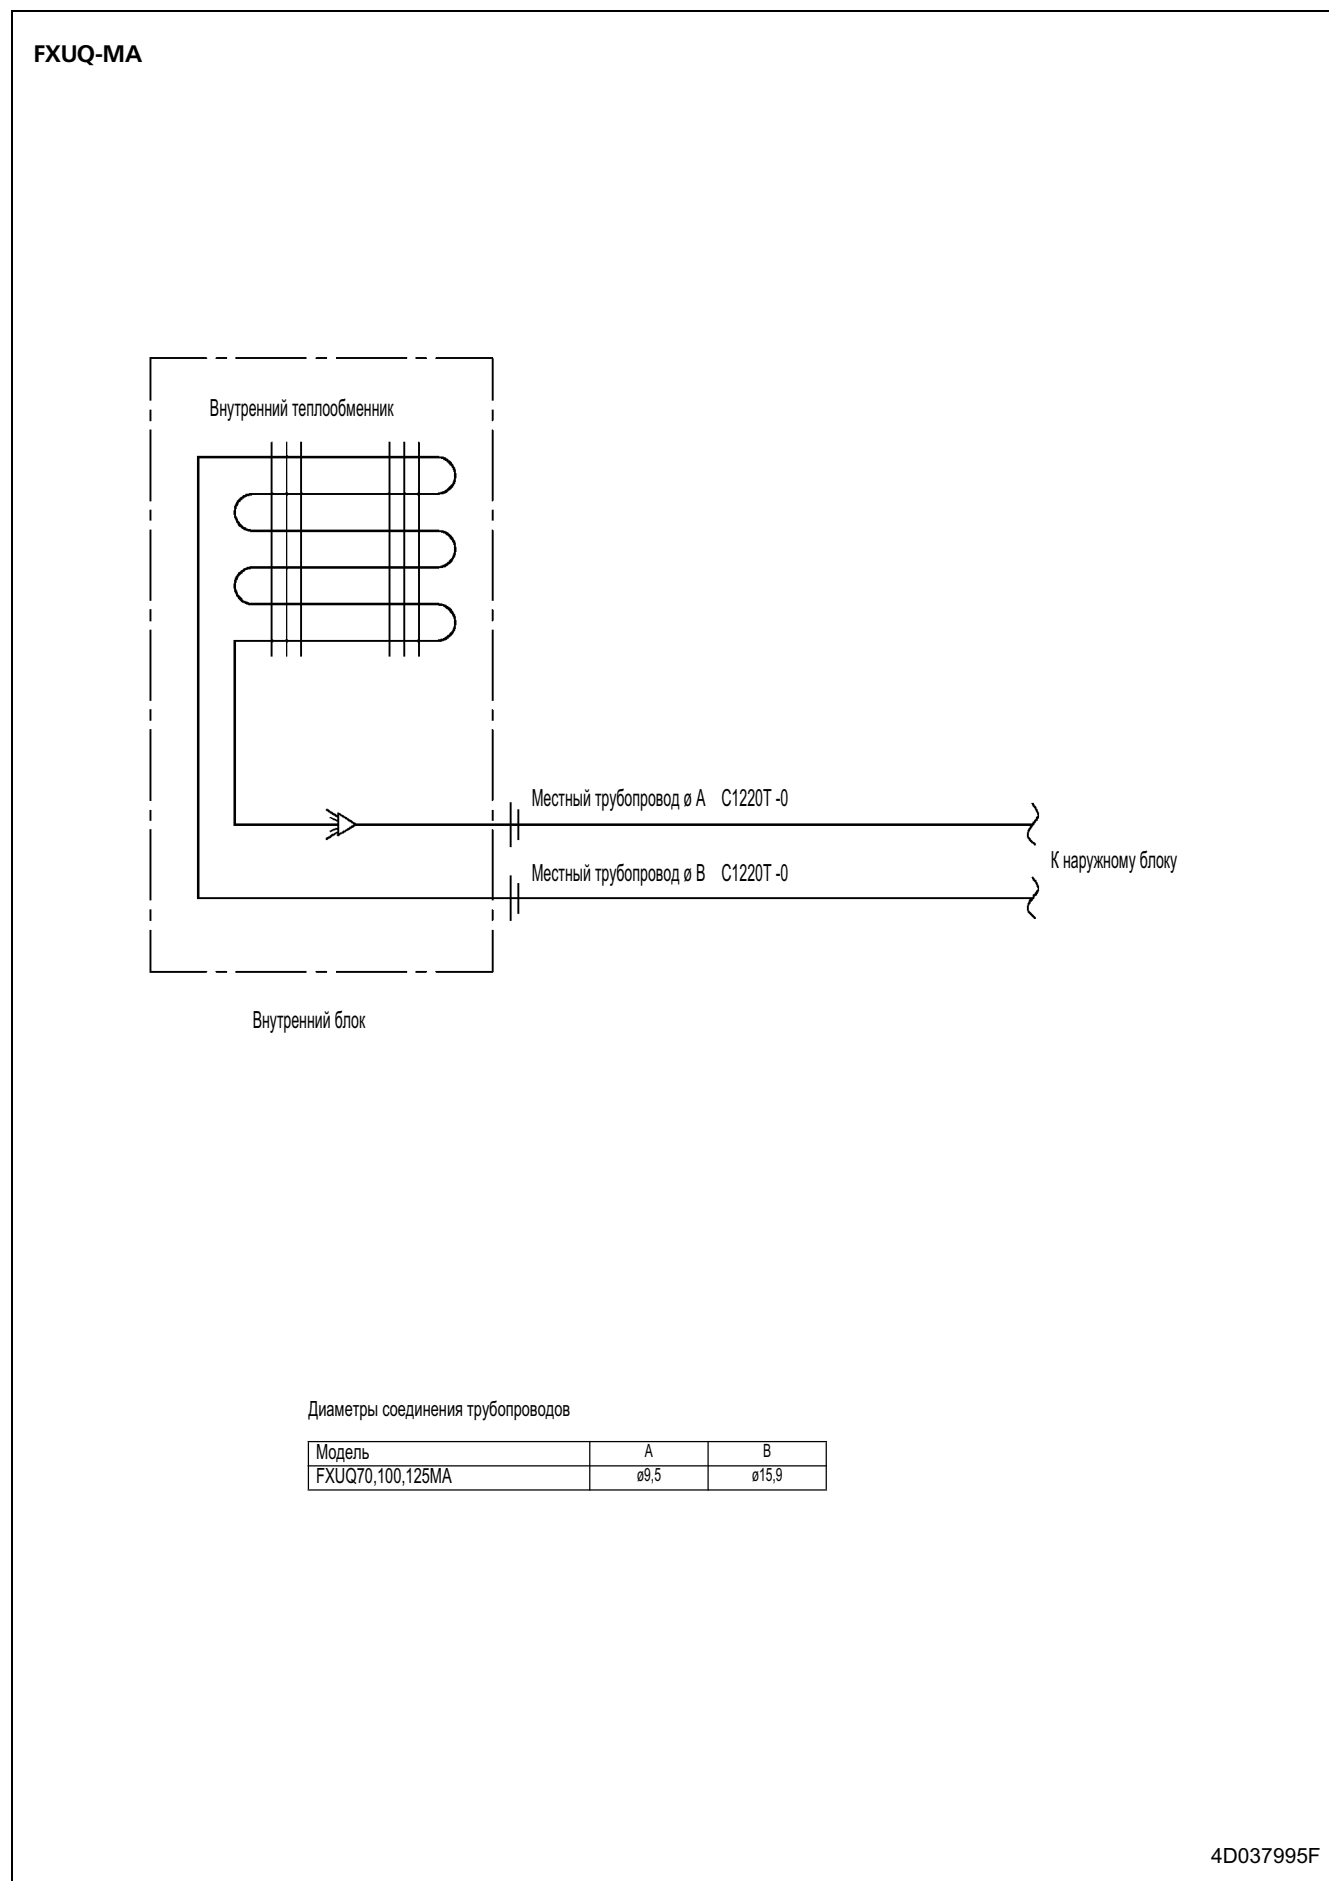 FXUQ-MA
Внутренний теплообменник
Местный трубопровод ø A C1220T -0
К наружному блоку
Местный трубопровод ø B C1220T -0
Внутренний блок
Диаметры соединения трубопроводов
Модель A B
FXUQ70,100,125MA ø9,5 ø15,9
4D037995F